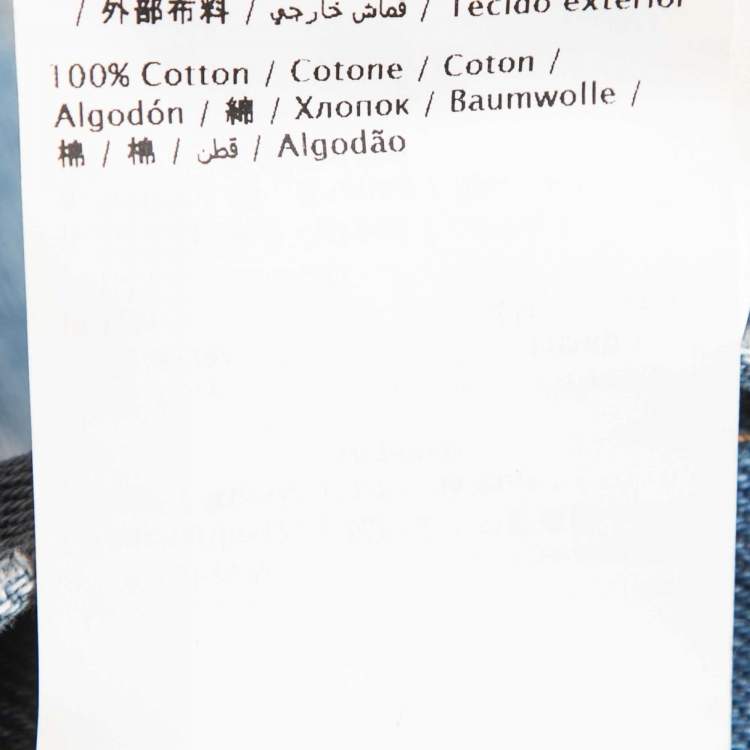 / 外部布料 / قماش خارجي / Tecido exterior
100% Cotton / Cotone / Coton /
Algodón / 綿 / Хлопок / Baumwolle /
棉 / 棉 / قطن / Algodão